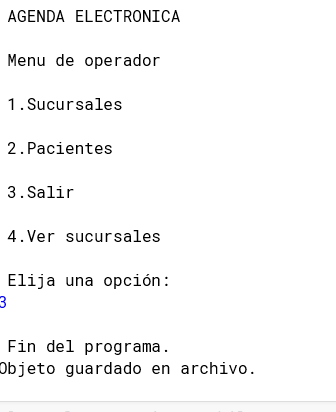 AGENDA ELECTRONICA
Menu de operador
1.Sucursales
2.Pacientes
3.Salir
4.Ver sucursales
Elija una opción:
3
Fin del programa.
Objeto guardado en archivo.